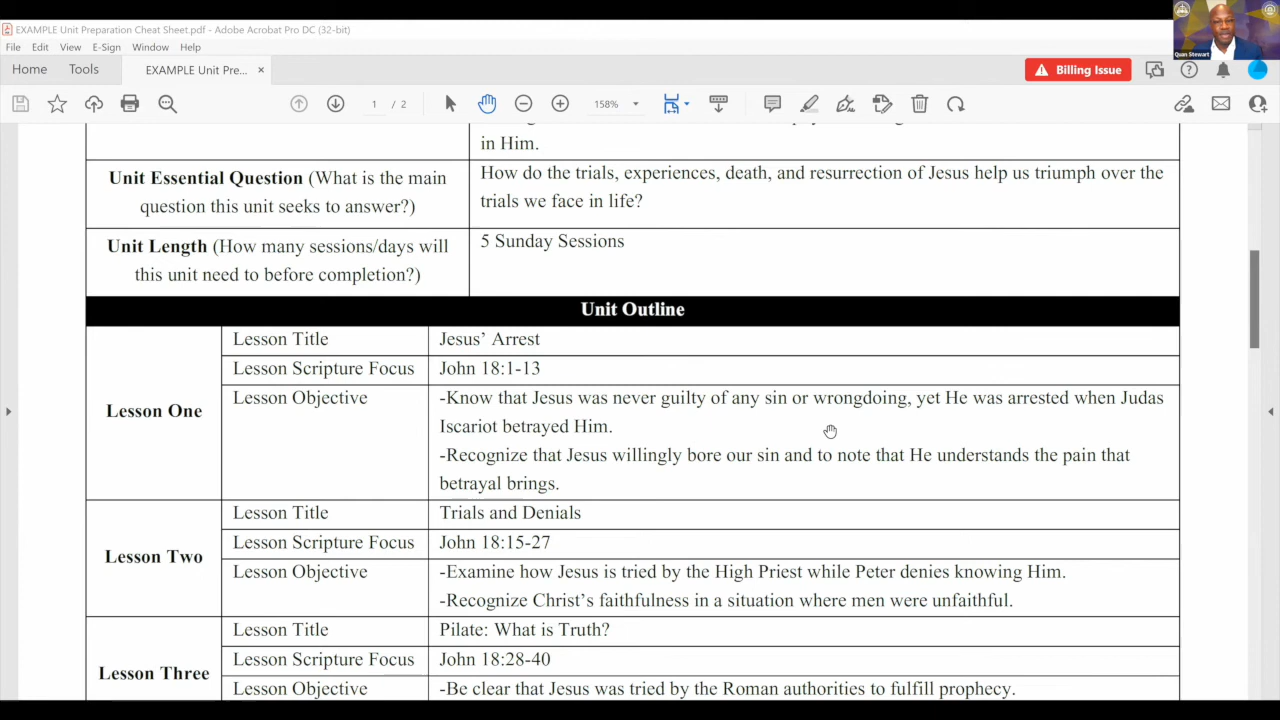 EXAMPLE Unit Preparation Cheat Sheet.pdf - Adobe Acrobat Pro DC (32-bit)
File Edit View E-Sign Window Help
Home Tools EXAMPLE Unit Pre... × Billing Issue
Quan Stewart
1 / 2 158%
in Him.
Unit Essential Question (What is the main
question this unit seeks to answer?)
How do the trials, experiences, death, and resurrection of Jesus help us triumph over the
trials we face in life?
Unit Length (How many sessions/days will
this unit need to before completion?)
5 Sunday Sessions
Unit Outline
Lesson One
Lesson Title
Jesus’ Arrest
Lesson Scripture Focus
John 18:1-13
Lesson Objective
-Know that Jesus was never guilty of any sin or wrongdoing, yet He was arrested when Judas
Iscariot betrayed Him.
-Recognize that Jesus willingly bore our sin and to note that He understands the pain that
betrayal brings.
Lesson Two
Lesson Title
Trials and Denials
Lesson Scripture Focus
John 18:15-27
Lesson Objective
-Examine how Jesus is tried by the High Priest while Peter denies knowing Him.
-Recognize Christ’s faithfulness in a situation where men were unfaithful.
Lesson Three
Lesson Title
Pilate: What is Truth?
Lesson Scripture Focus
John 18:28-40
Lesson Objective
-Be clear that Jesus was tried by the Roman authorities to fulfill prophecy.